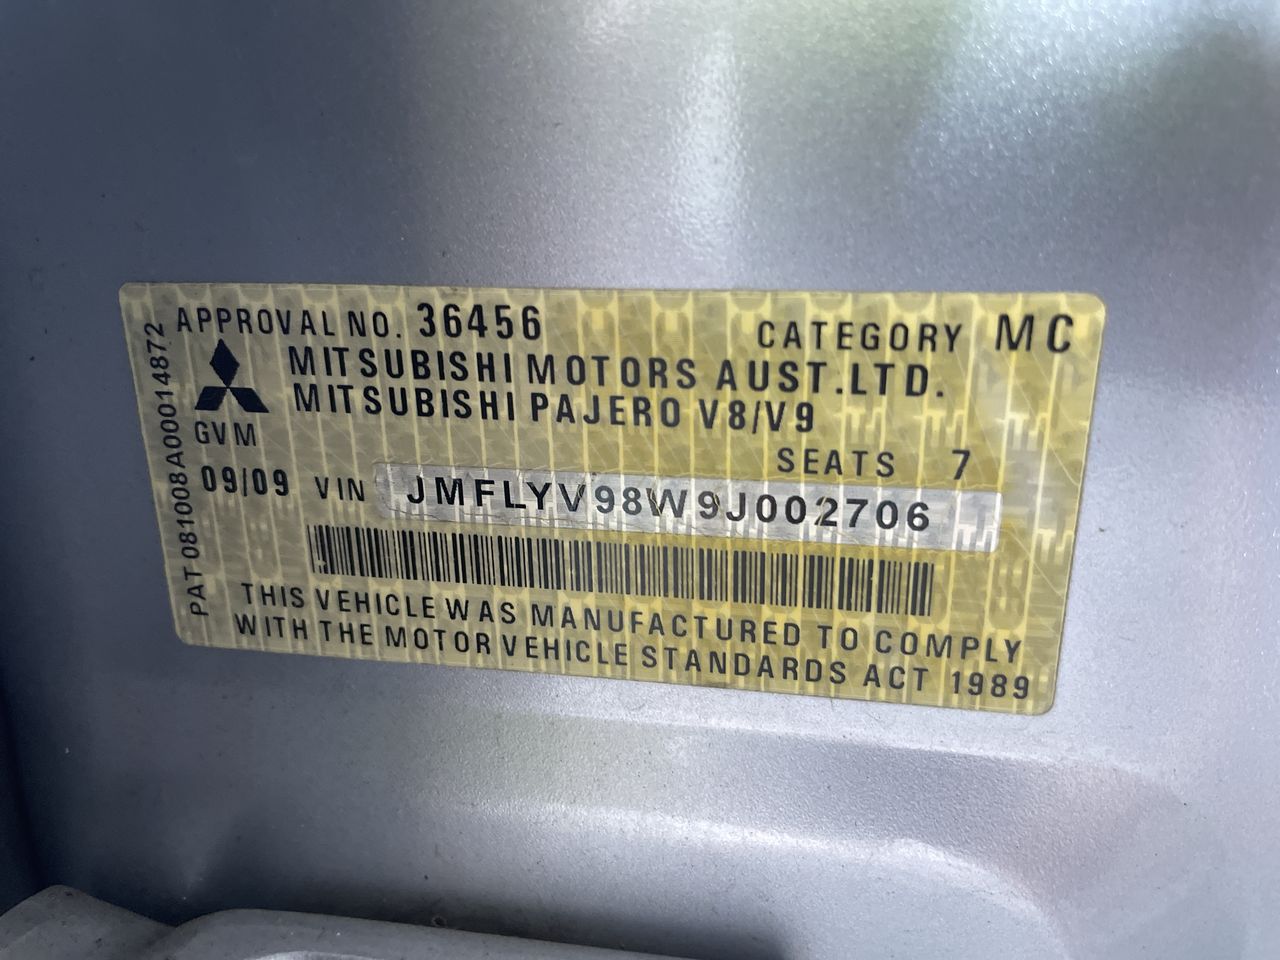 APPROVAL NO. 36456 CATEGORY MC
MITSUBISHI MOTORS AUST.LTD.
MITSUBISHI PAJERO V8/V9
GVM
SEATS 7
09/09 VIN JMFLYV98W9J002706
THIS VEHICLE WAS MANUFACTURED TO COMPLY
WITH THE MOTOR VEHICLE STANDARDS ACT 1989
PAT 081008A00014872